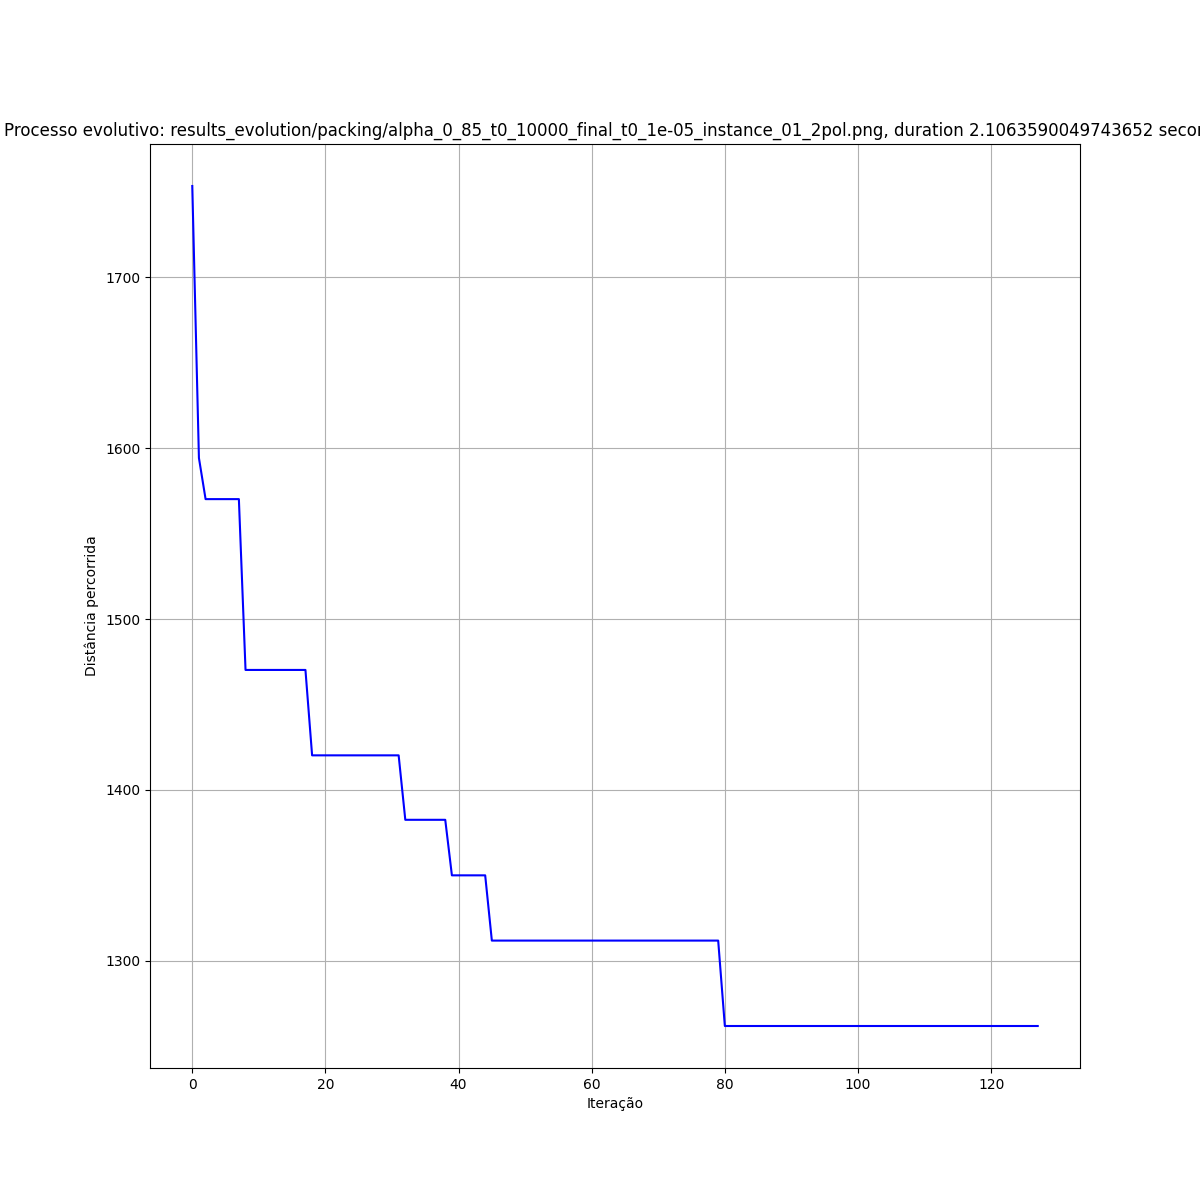 Processo evolutivo: results_evolution/packing/alpha_0_85_t0_10000_final_t0_1e-05_instance_01_2pol.png, duration 2.1063590049743652 secon
1700
1600
1500
1400
1300
Distância percorrida
0 20 40 60 80 100 120
Iteração